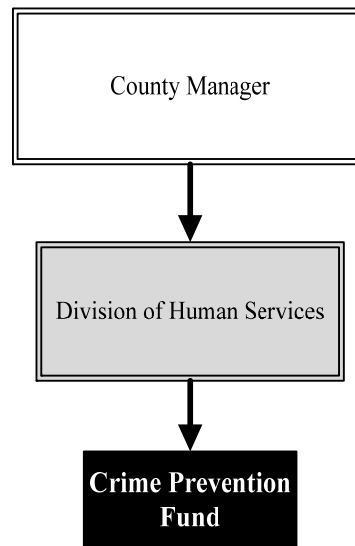 County Manager
Division of Human Services
Crime Prevention
Fund